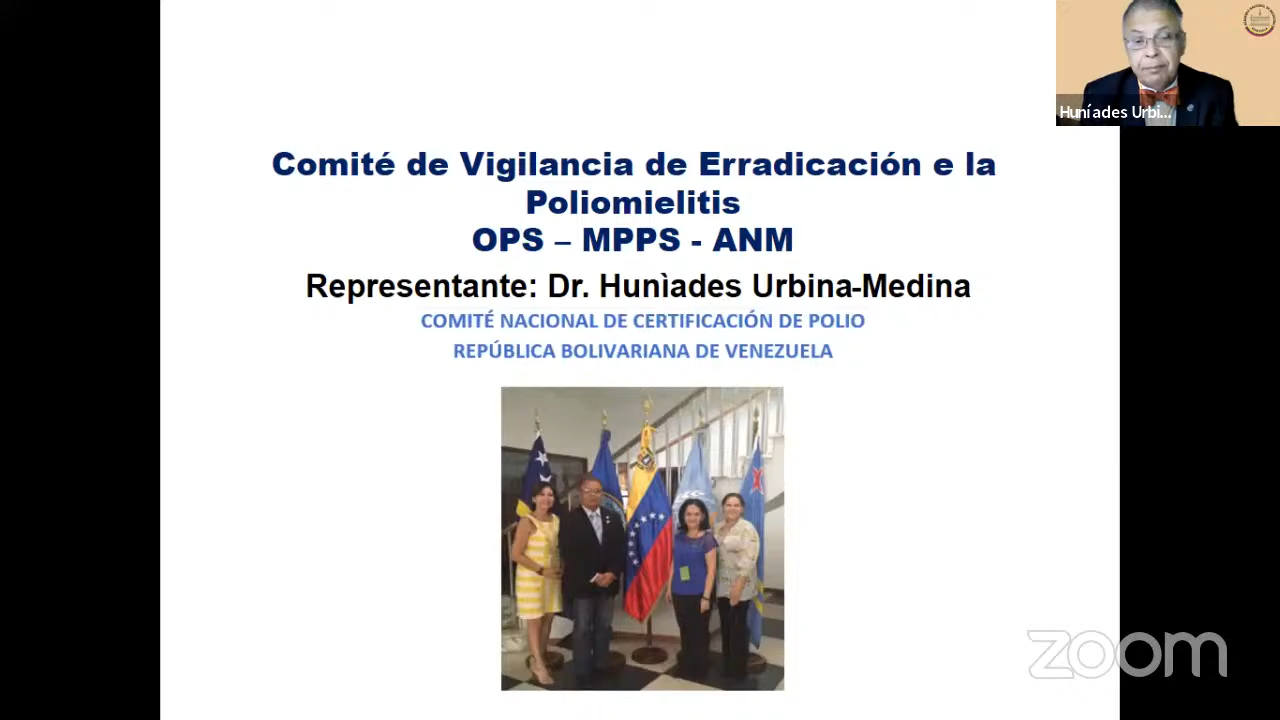 Huníades Urbi...
Comité de Vigilancia de Erradicación e la
Poliomielitis
OPS – MPPS - ANM
Representante: Dr. Hunìades Urbina-Medina
COMITÉ NACIONAL DE CERTIFICACIÓN DE POLIO
REPÚBLICA BOLIVARIANA DE VENEZUELA
zoom